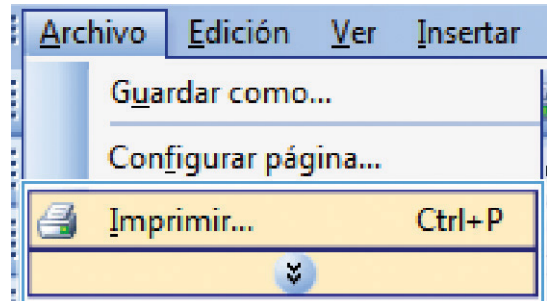 Archivo Edición Ver Insertar
Guardar como...
Configurar página...
Imprimir... Ctrl+P